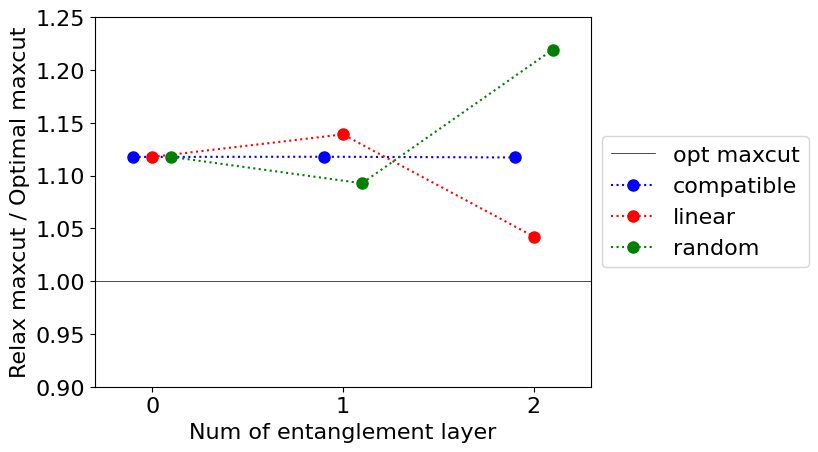 Relax maxcut / Optimal maxcut
1.25
1.20
1.15
1.10
1.05
1.00
0.95
0.90
0
1
2
Num of entanglement layer
opt maxcut
compatible
linear
random